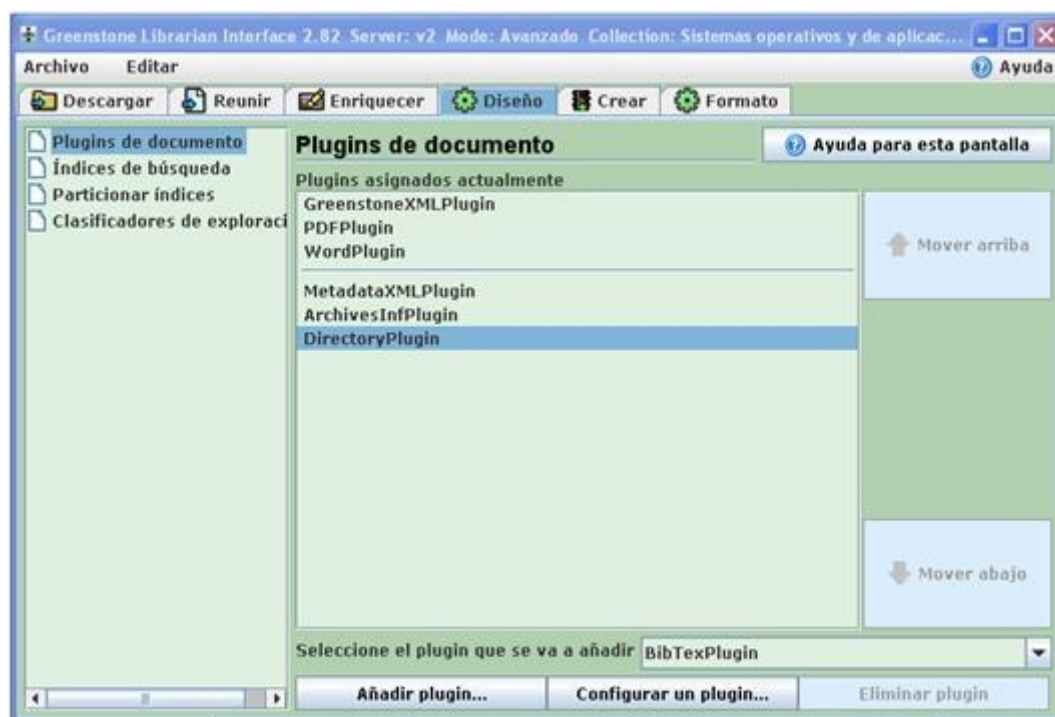 Greenstone Librarian Interface 2.82 Server: v2 Mode: Avanzado Collection: Sistemas operativos y de aplicac...
Archivo Editar Ayuda
Descargar Reunir Enriquecer Diseño Crear Formato
Plugins de documento
Índices de búsqueda
Particionar índices
Clasificadores de exploraci
Plugins de documento
Ayuda para esta pantalla
Plugins asignados actualmente
GreenstoneXMLPlugin
PDFPlugin
WordPlugin
MetadataXMLPlugin
ArchivesInfPlugin
DirectoryPlugin
Mover arriba
Mover abajo
Seleccione el plugin que se va a añadir BibTexPlugin
Añadir plugin... Configurar un plugin... Eliminar plugin